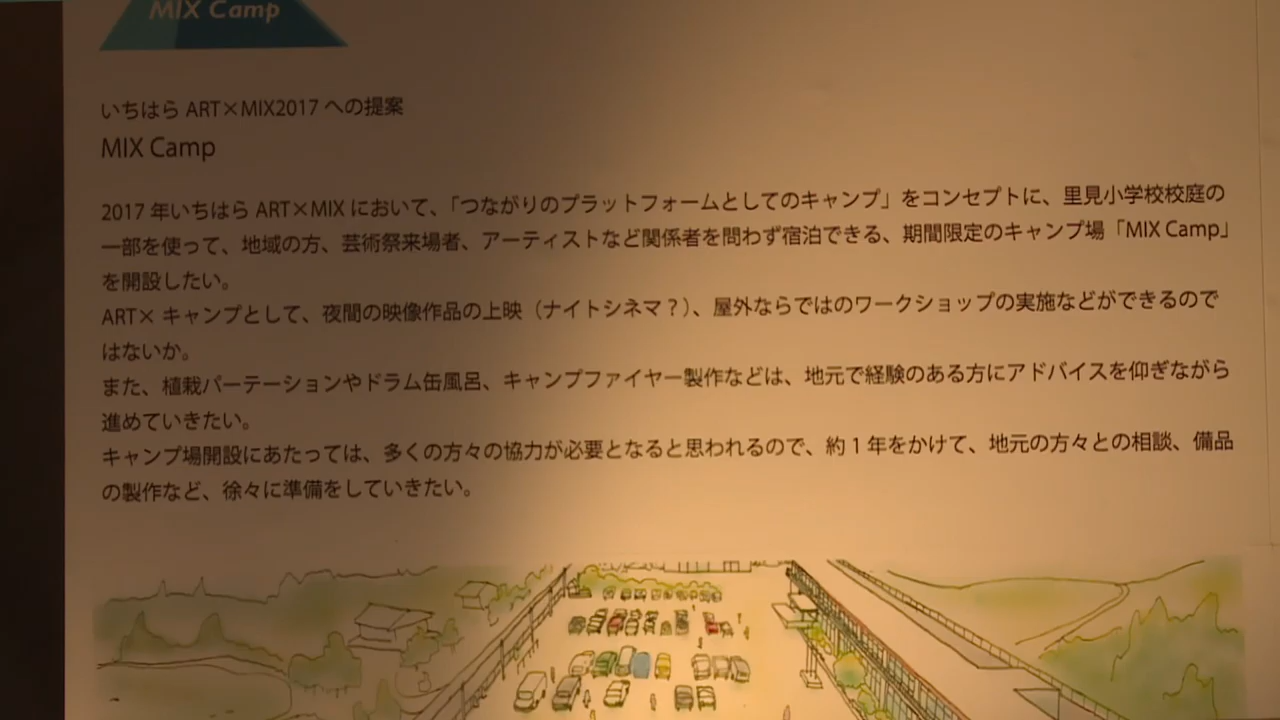 MIX Camp
いちはら ART×MIX2017 への提案
MIX Camp
2017 年いちはら ART×MIX において、「つながりのプラットフォームとしてのキャンプ」をコンセプトに、里見小学校校庭の
一部を使って、地域の方、芸術祭来場者、アーティストなど関係者を問わず宿泊できる、期間限定のキャンプ場「MIX Camp」
を開設したい。
ART× キャンプとして、夜間の映像作品の上映（ナイトシネマ？）、屋外ならではのワークショップの実施などができるので
はないか。
また、植栽パーテーションやドラム缶風呂、キャンプファイヤー製作などは、地元で経験のある方にアドバイスを仰ぎながら
進めていきたい。
キャンプ場開設にあたっては、多くの方々の協力が必要となると思われるので、約 1 年をかけて、地元の方々との相談、備品
の製作など、徐々に準備をしていきたい。